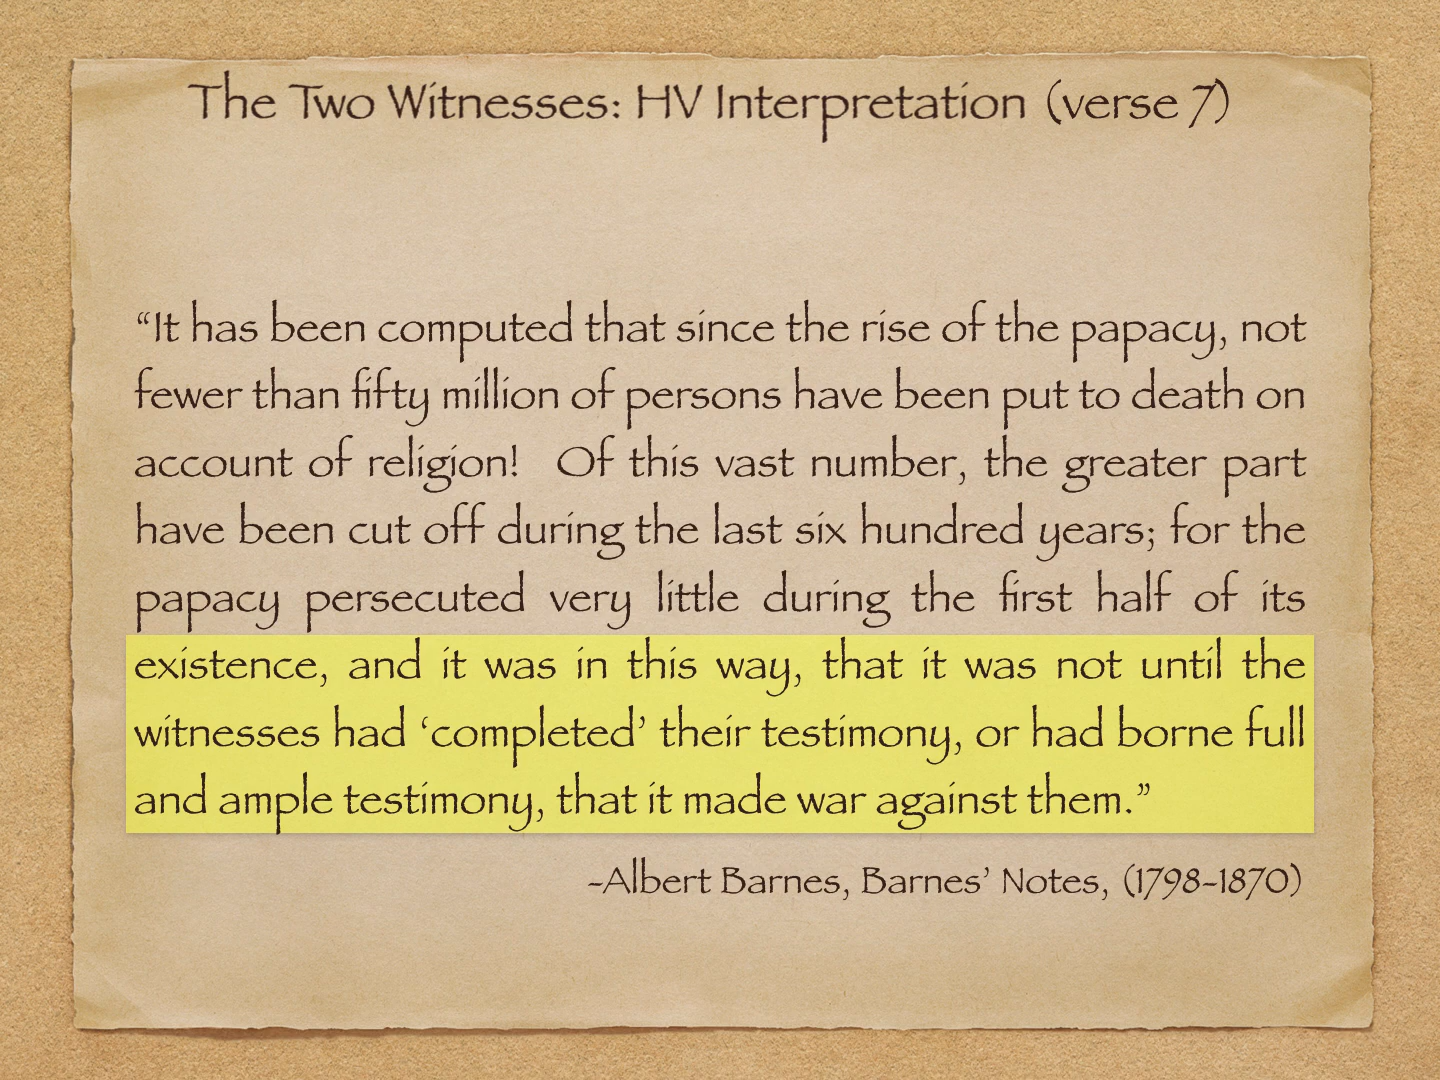 The Two Witnesses: HV Interpretation (verse 7)
“It has been computed that since the rise of the papacy, not
fewer than fifty million of persons have been put to death on
account of religion!  Of this vast number, the greater part
have been cut off during the last six hundred years; for the
papacy persecuted very little during the first half of its
existence, and it was in this way, that it was not until the
witnesses had ‘completed’ their testimony, or had borne full
and ample testimony, that it made war against them.”
-Albert Barnes, Barnes’ Notes, (1798-1870)